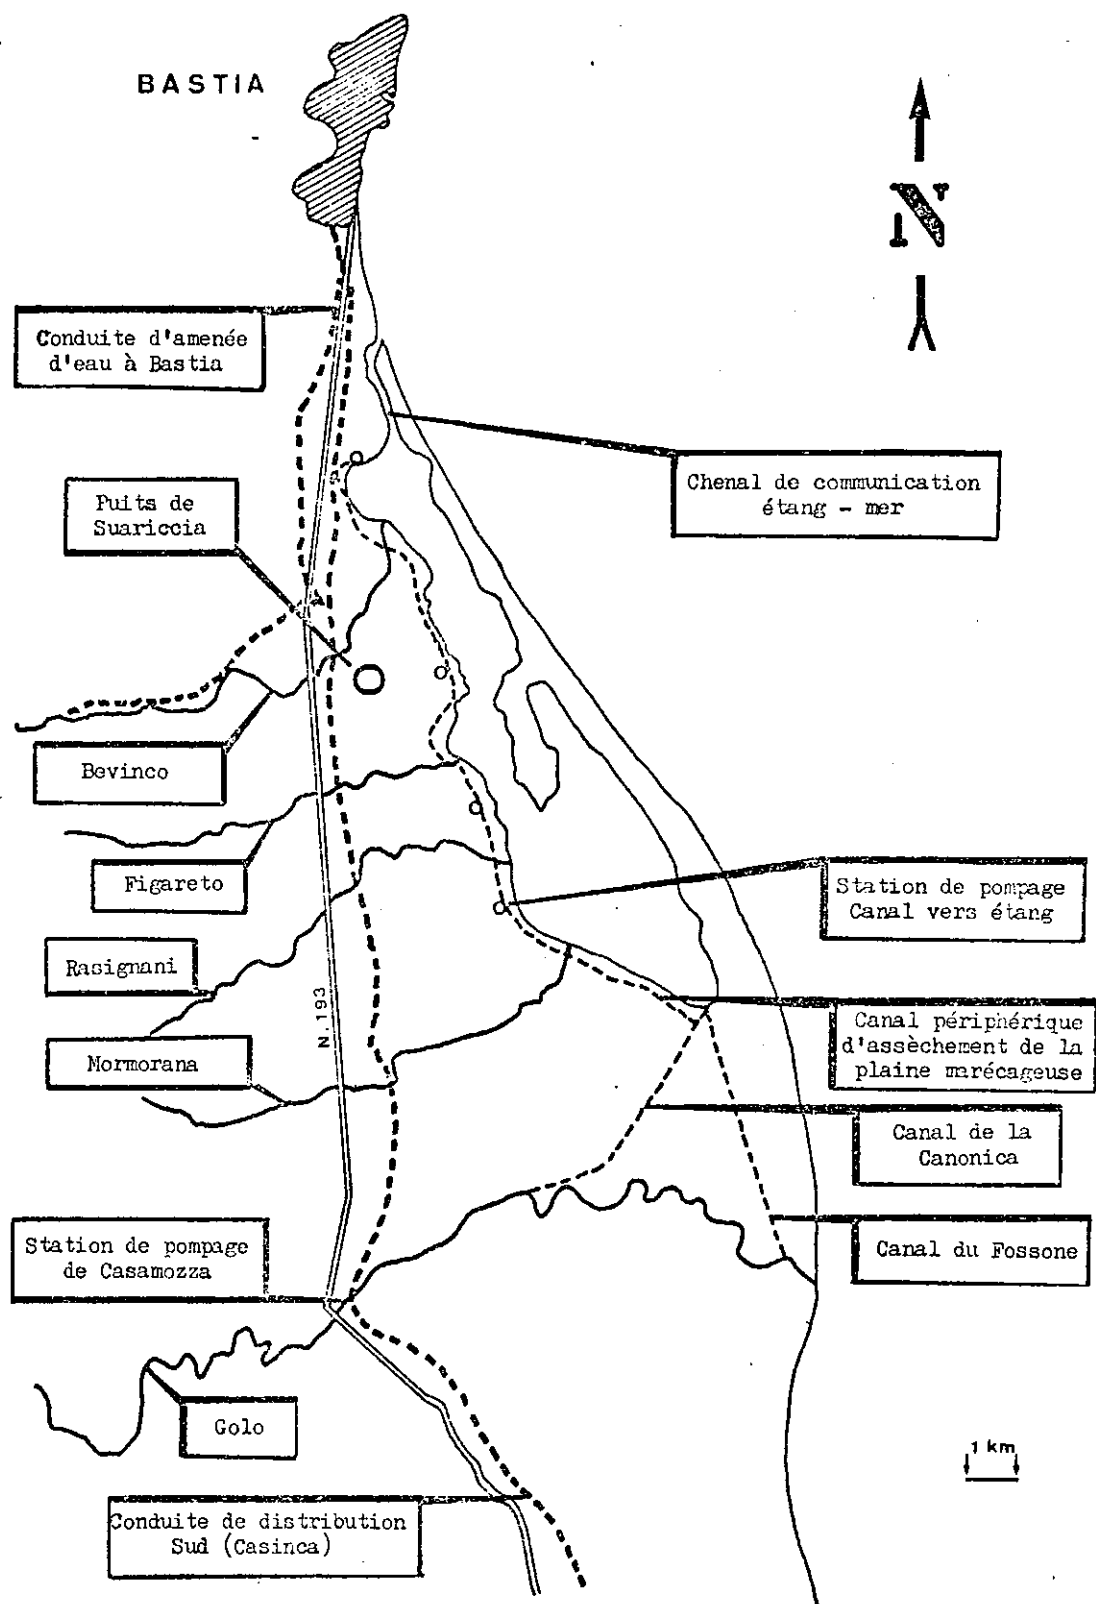 BASTIA
N
Conduite d'amenée
d'eau à Bastia
Chenal de communication
étang - mer
Puits de
Suariccia
Bevinco
Figareto
Station de pompage
Canal vers étang
Rasignani
N.193
Canal périphérique
d'assèchement de la
plaine marécageuse
Mormorana
Canal de la
Canonica
Station de pompage
de Casamozza
Canal du Fossone
Golo
1 km
Conduite de distribution
Sud (Casinca)